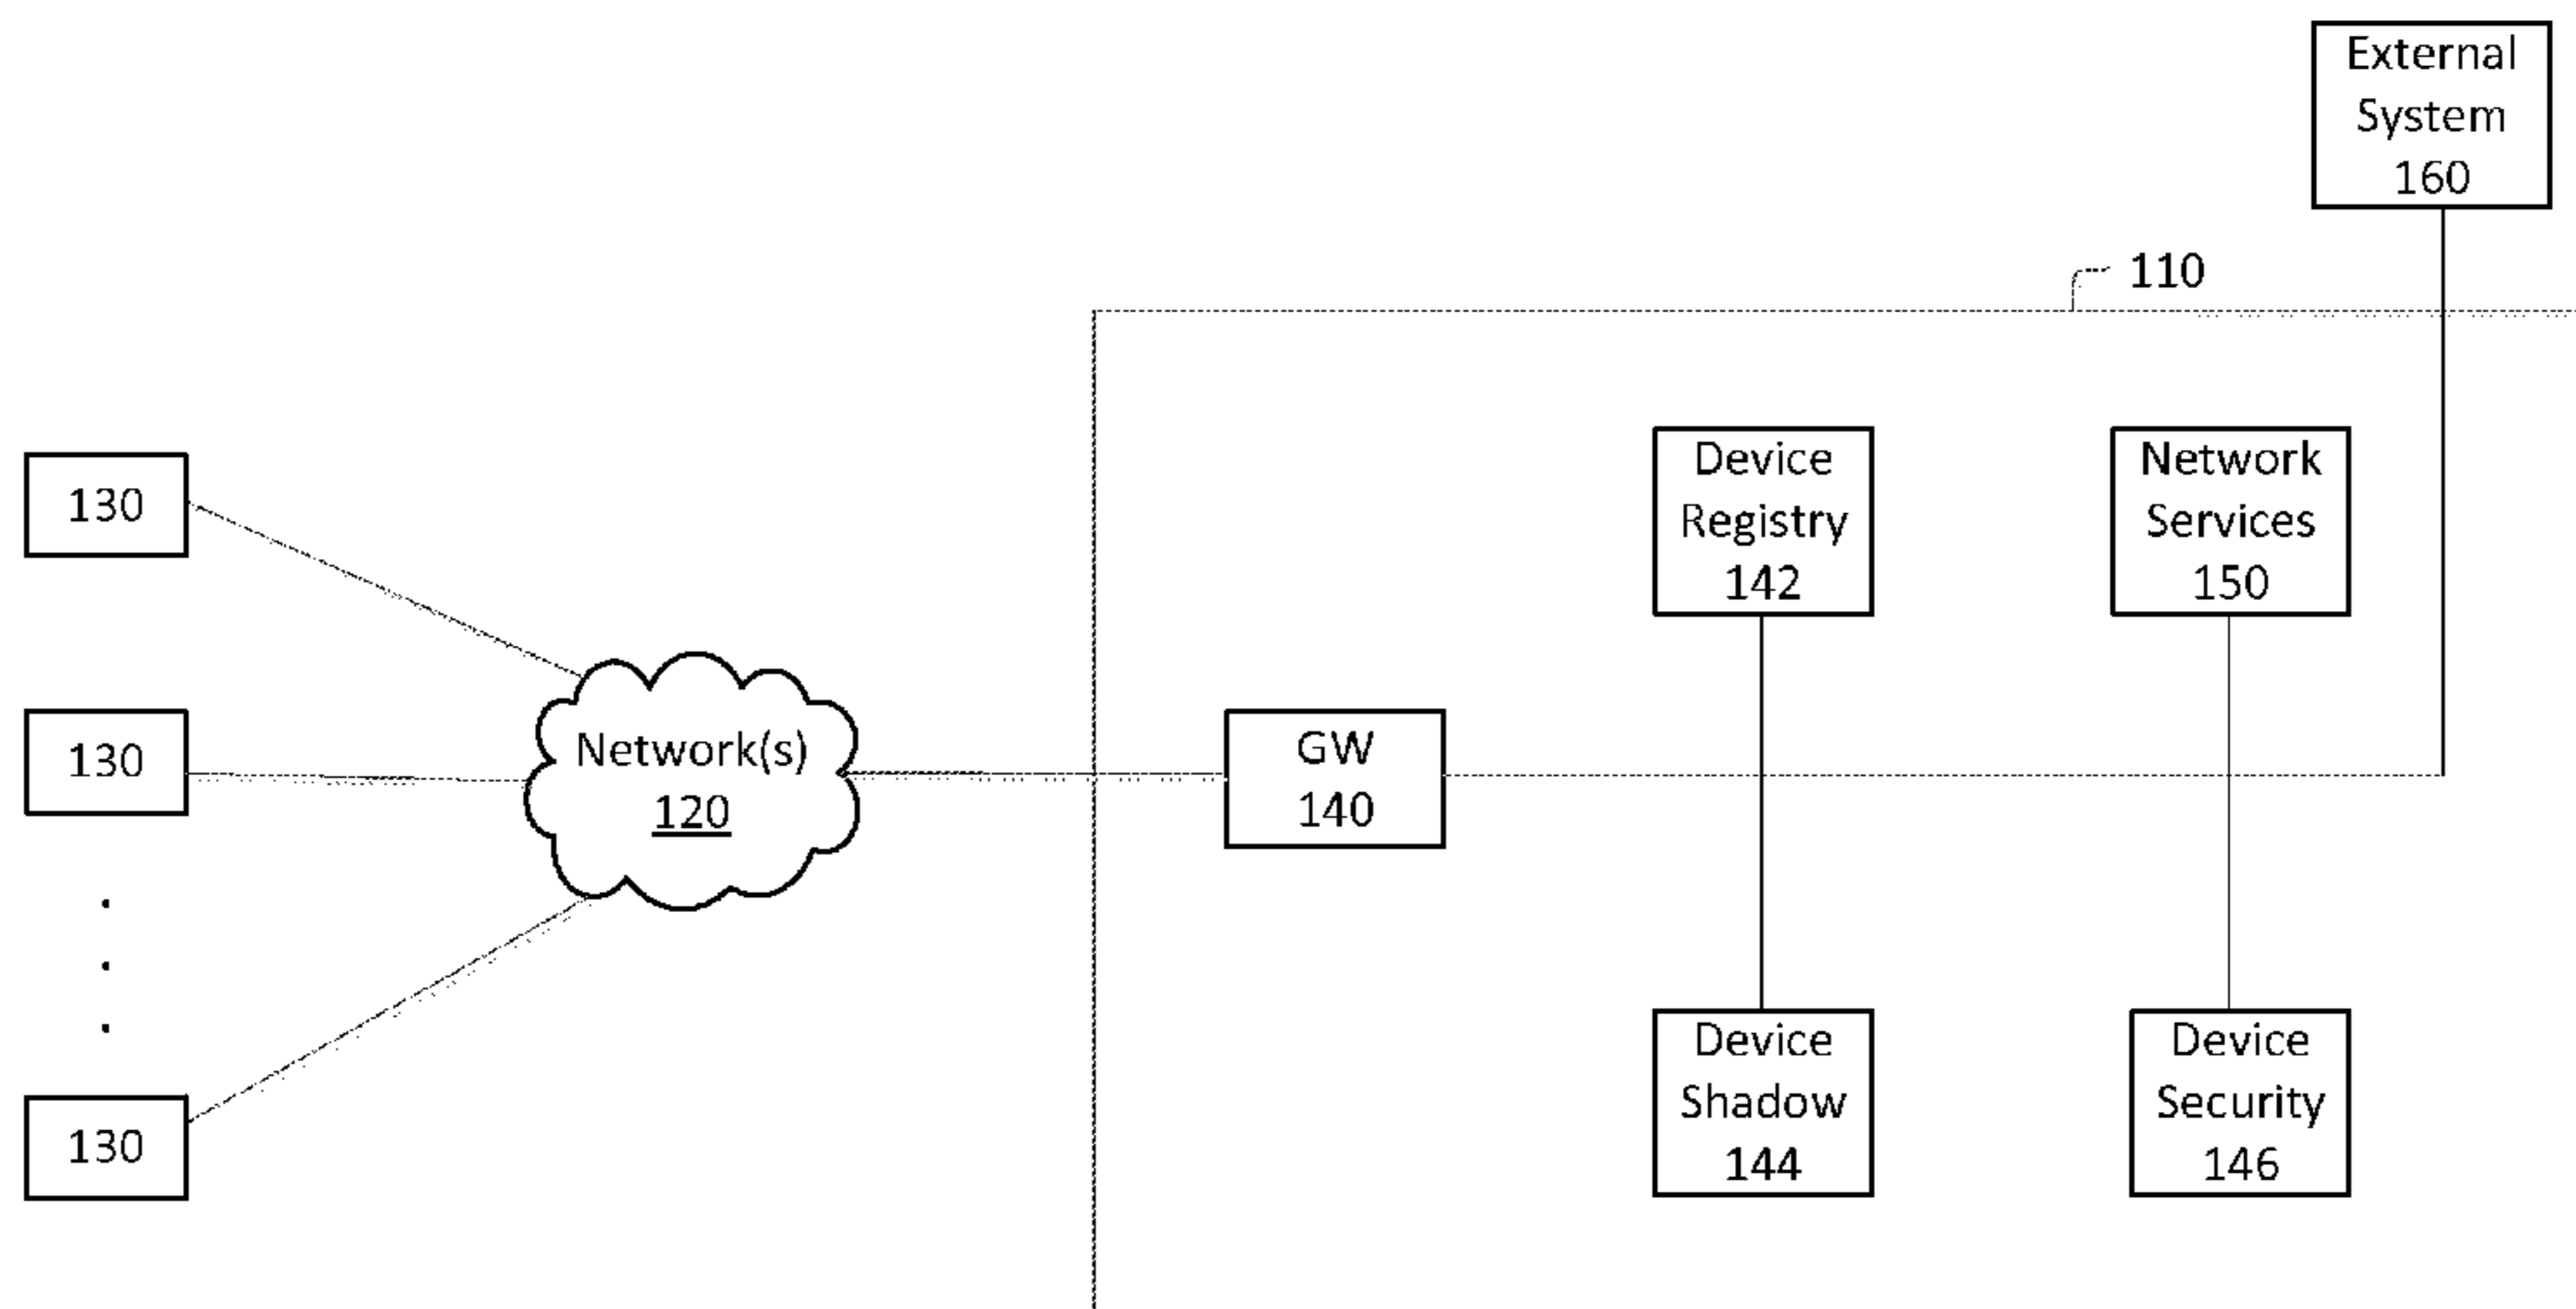 External
System
160
110
130
Device
Registry
142
Network
Services
150
130
Network(s)
120
GW
140
130
Device
Shadow
144
Device
Security
146